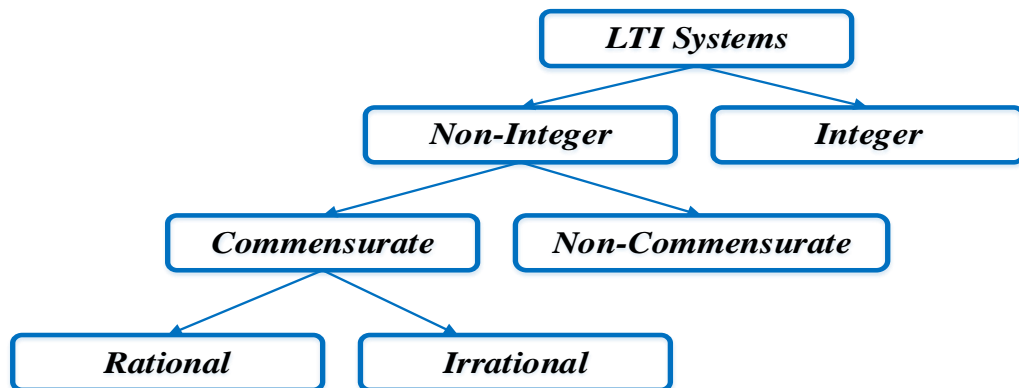 LTI Systems
Non-Integer
Integer
Commensurate
Non-Commensurate
Rational
Irrational